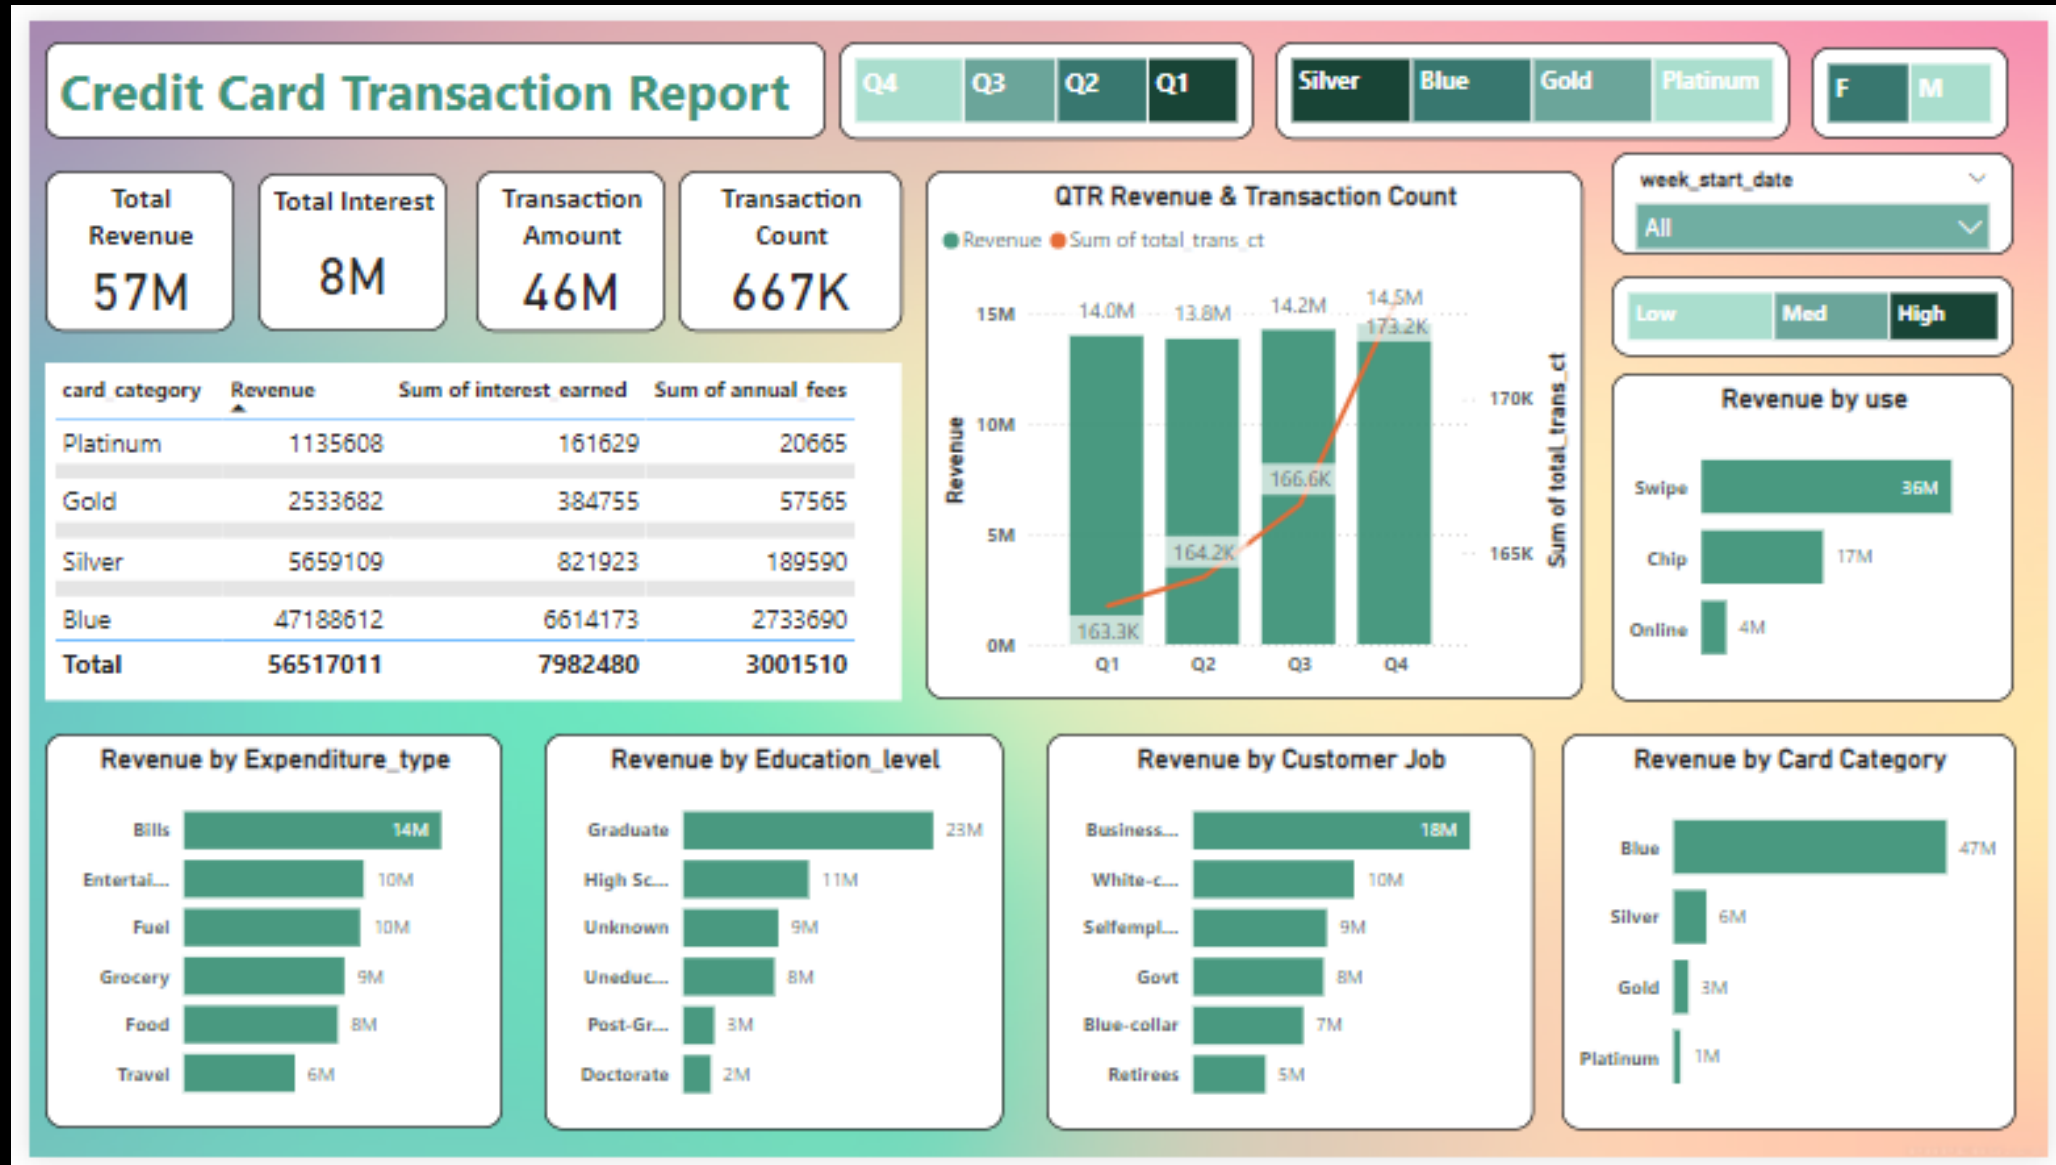 Credit Card Transaction Report
Q4 Q3 Q2 Q1
Silver Blue Gold Platinum
F M
Total
Revenue
57M
Total Interest
8M
Transaction
Amount
46M
Transaction
Count
667K
QTR Revenue & Transaction Count
Revenue Sum of total_trans_ct
15M
10M
5M
0M
Revenue
14.0M
13.8M
14.2M
14.5M
173.2K
166.6K
164.2K
163.3K
170K
165K
Sum of total_trans_ct
Q1 Q2 Q3 Q4
week_start_date
All
Low Med High
card_category Revenue Sum of interest_earned Sum of annual_fees
Platinum 1135608 161629 20665
Gold 2533682 384755 57565
Silver 5659109 821923 189590
Blue 47188612 6614173 2733690
Total 56517011 7982480 3001510
Revenue by use
Swipe 36M
Chip 17M
Online 4M
Revenue by Expenditure_type
Bills 14M
Entertai... 10M
Fuel 10M
Grocery 9M
Food 8M
Travel 6M
Revenue by Education_level
Graduate 23M
High Sc... 11M
Unknown 9M
Uneduc... 8M
Post-Gr... 3M
Doctorate 2M
Revenue by Customer Job
Business... 18M
White-c... 10M
Selfempl... 9M
Govt 8M
Blue-collar 7M
Retirees 5M
Revenue by Card Category
Blue 47M
Silver 6M
Gold 3M
Platinum 1M